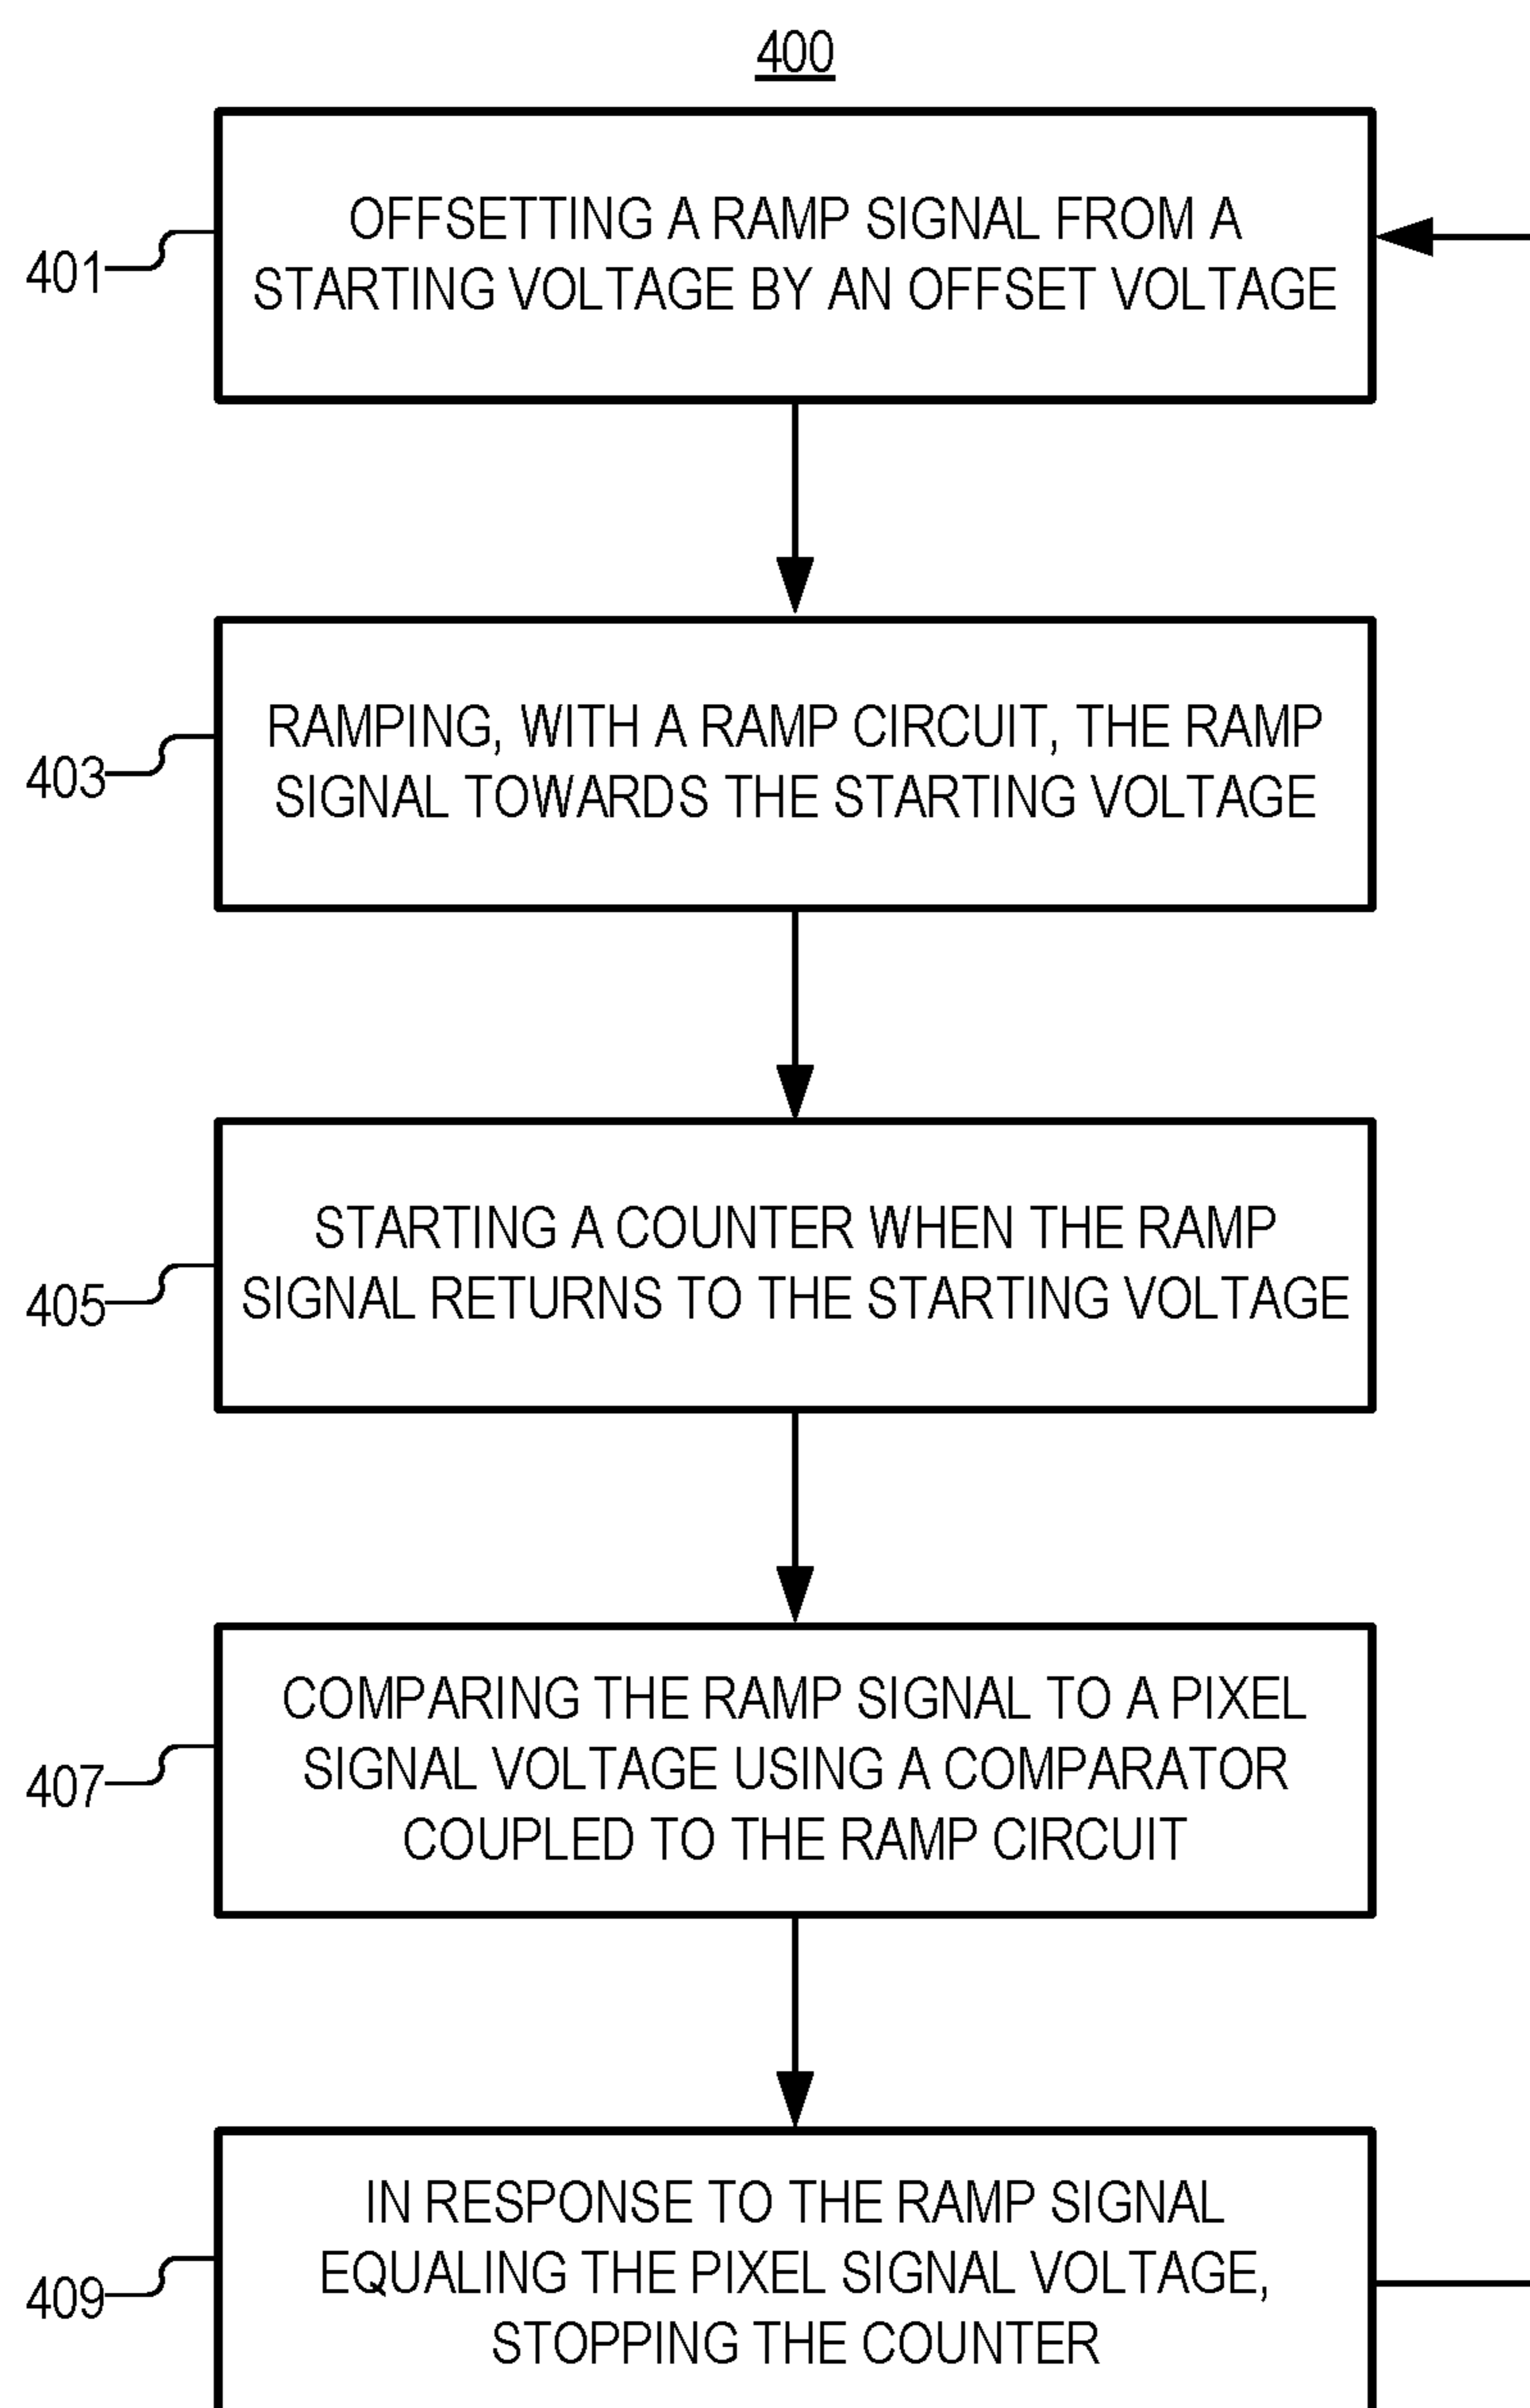 400
401
OFFSETTING A RAMP SIGNAL FROM A
STARTING VOLTAGE BY AN OFFSET VOLTAGE
403
RAMPING, WITH A RAMP CIRCUIT, THE RAMP
SIGNAL TOWARDS THE STARTING VOLTAGE
405
STARTING A COUNTER WHEN THE RAMP
SIGNAL RETURNS TO THE STARTING VOLTAGE
407
COMPARING THE RAMP SIGNAL TO A PIXEL
SIGNAL VOLTAGE USING A COMPARATOR
COUPLED TO THE RAMP CIRCUIT
409
IN RESPONSE TO THE RAMP SIGNAL
EQUALING THE PIXEL SIGNAL VOLTAGE,
STOPPING THE COUNTER